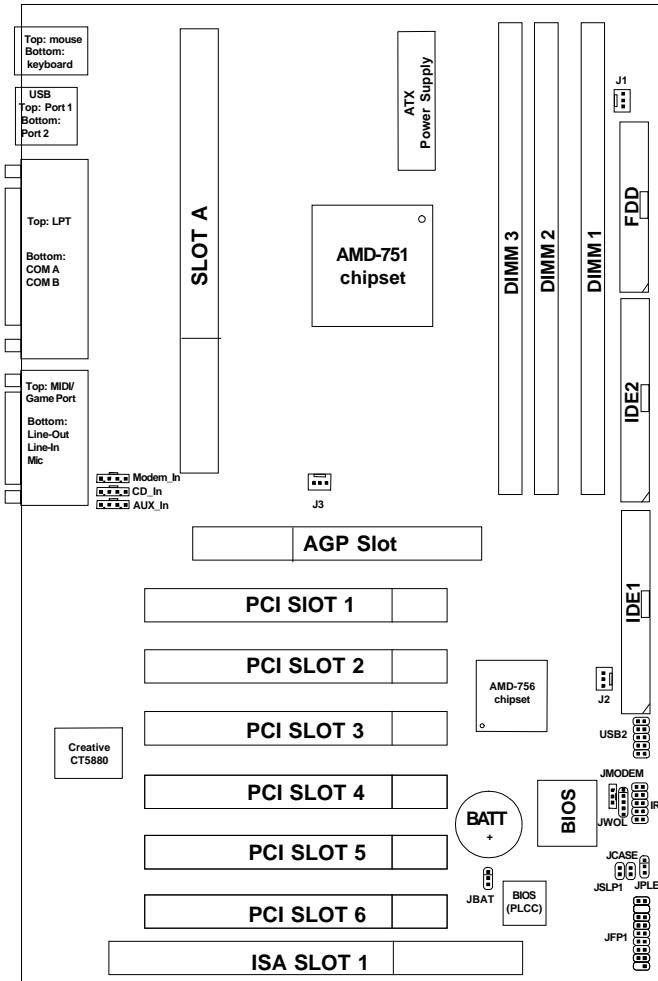 Top: mouse
Bottom:
keyboard
USB
Top: Port 1
Bottom:
Port 2
Top: LPT
Bottom:
COM A
COM B
Top: MIDI/
Game Port
Bottom:
Line-Out
Line-In
Mic
SLOT A
ATX
Power Supply
AMD-751
chipset
DIMM 3
DIMM 2
DIMM 1
J1
FDD
IDE2
IDE1
Modem_In
CD_In
AUX_In
J3
AGP Slot
PCI SlOT 1
PCI SLOT 2
PCI SLOT 3
PCI SLOT 4
PCI SLOT 5
PCI SLOT 6
ISA SLOT 1
AMD-756
chipset
J2
USB2
Creative
CT5880
JMODEM
IR
JWOL
BATT
+
BIOS
JCASE
JSLP1
JPLE
JBAT
BIOS
(PLCC)
JFP1